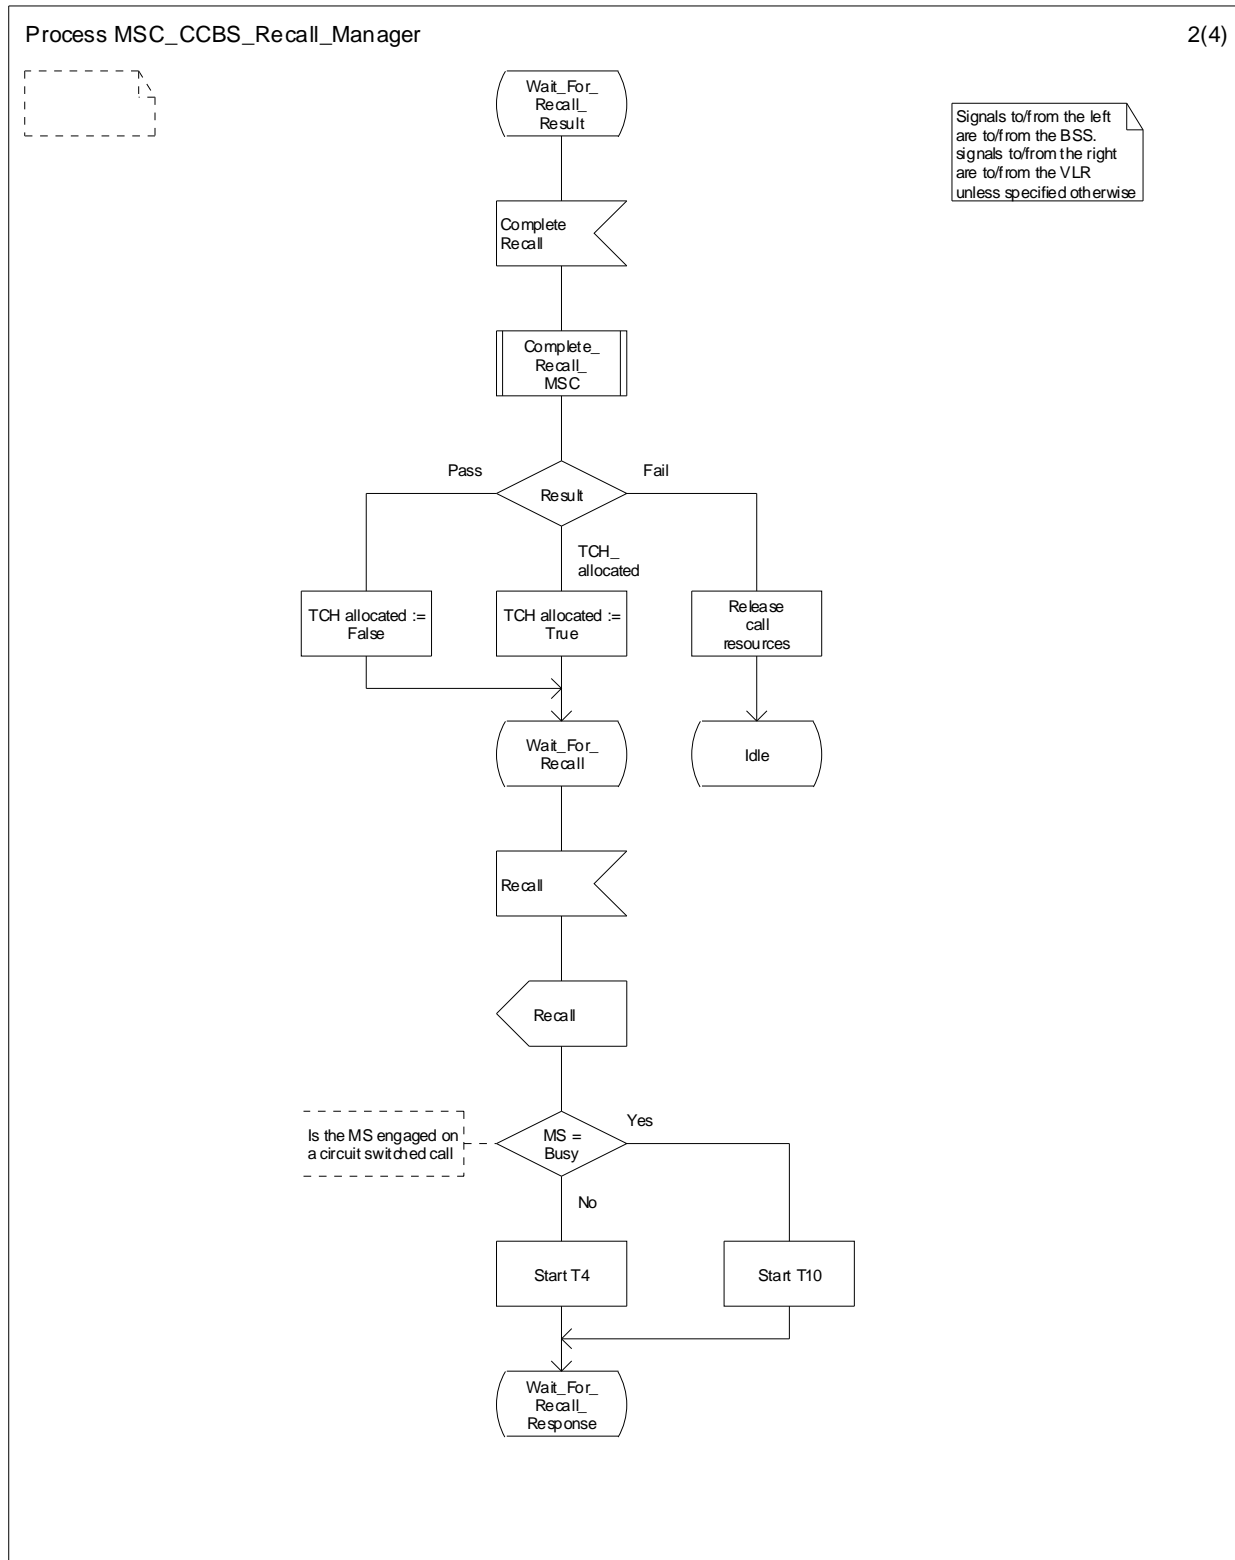 Process MSC_CCBS_Recall_Manager
2(4)
Wait_For_
Recall_
Result
Signals to/from the left
are to/from the BSS.
signals to/from the right
are to/from the VLR
unless specified otherwise
Complete
Recall
Complete_
Recall_
MSC
Pass
Fail
Result
TCH_
allocated
TCH allocated :=
False
TCH allocated :=
True
Release
call
resources
Wait_For_
Recall
Idle
Recall
Recall
Is the MS engaged on
a circuit switched call
MS =
Busy
Yes
No
Start T4
Start T10
Wait_For_
Recall_
Response